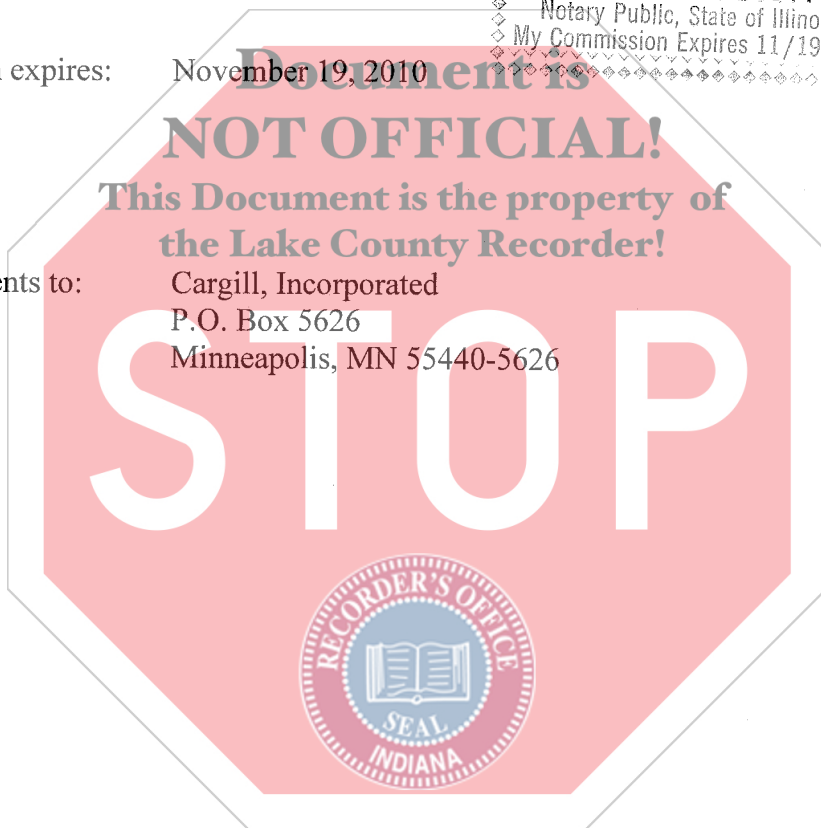 Notary Public, State of Illino
My Commission Expires 11/19
expires: November 19, 2010
Document is
NOT OFFICIAL!
This Document is the property of
the Lake County Recorder!
ents to: Cargill, Incorporated
P.O. Box 5626
Minneapolis, MN 55440-5626
STOP
RECORDER'S OFFICE
SEAL
INDIANA